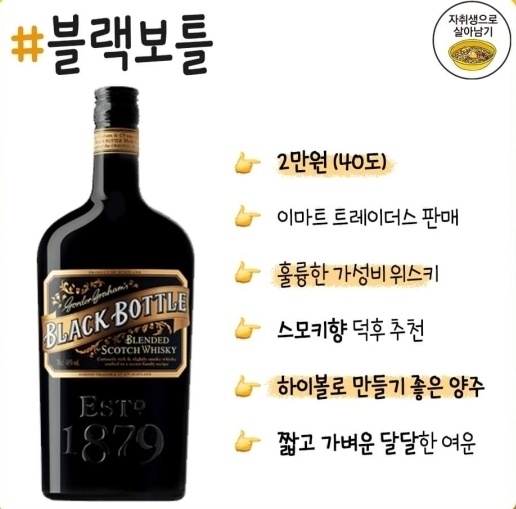 #블랙보틀
자취생으로
살아남기
👉 2만원 (40도)
👉 이마트 트레이더스 판매
👉 훌륭한 가성비 위스키
👉 스모키향 덕후 추천
👉 하이볼로 만들기 좋은 양주
👉 짧고 가벼운 달달한 여운
Gordon Graham's
BLACK BOTTLE
BLENDED
SCOTCH WHISKY
ESTD
1879